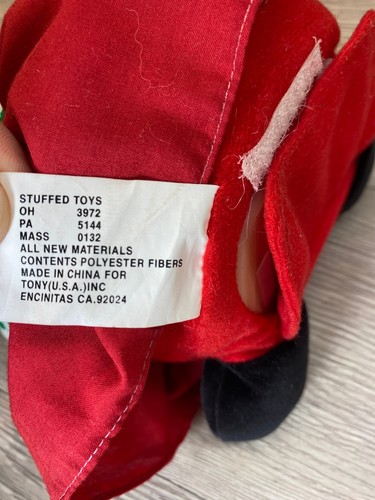 STUFFED TOYS
OH 3972
PA 5144
MASS 0132
ALL NEW MATERIALS
CONTENTS POLYESTER FIBERS
MADE IN CHINA FOR
TONY(U.S.A.)INC
ENCINITAS CA.92024